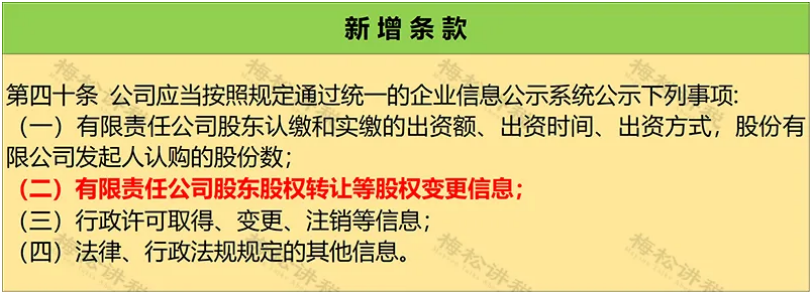 新增条款
第四十条 公司应当按照规定通过统一的企业信息公示系统公示下列事项:
（一）有限责任公司股东认缴和实缴的出资额、出资时间、出资方式，股份有
限公司发起人认购的股份数；
（二）有限责任公司股东股权转让等股权变更信息；
（三）行政许可取得、变更、注销等信息；
（四）法律、行政法规规定的其他信息。
梅松讲税